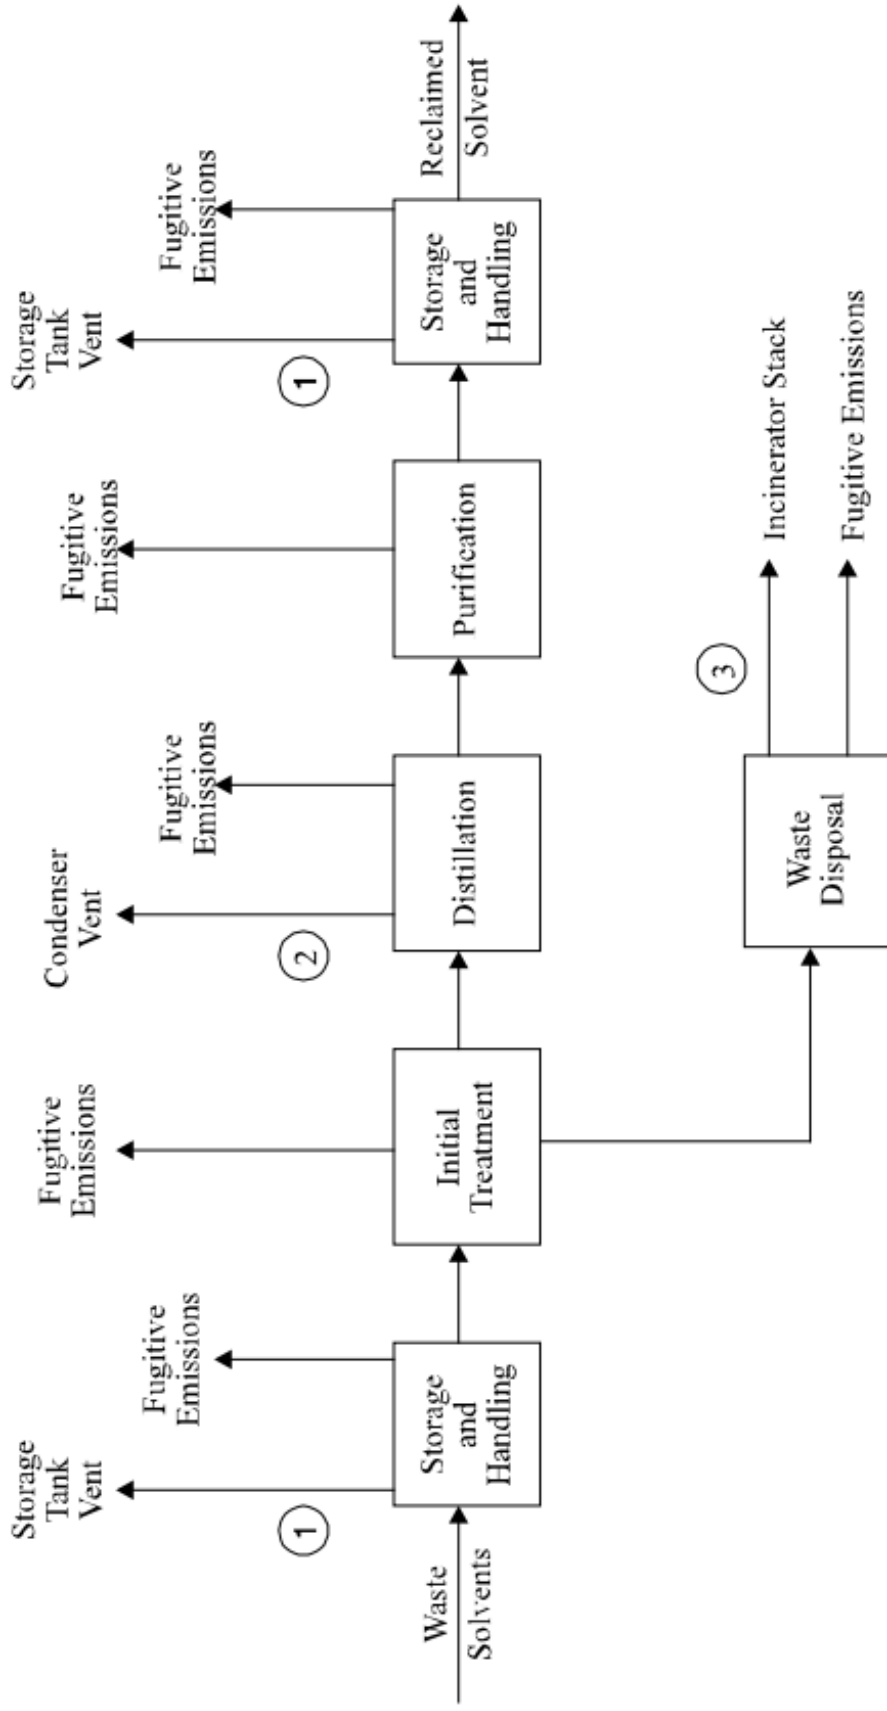 Storage
Tank
Vent
Fugitive
Emissions
Fugitive
Emissions
Condenser
Vent
Fugitive
Emissions
Fugitive
Emissions
Storage
Tank
Vent
Fugitive
Emissions
1
2
1
Waste
Solvents
Storage
and
Handling
Initial
Treatment
Distillation
Purification
Storage
and
Handling
Reclaimed
Solvent
3
Waste
Disposal
Incinerator Stack
Fugitive Emissions